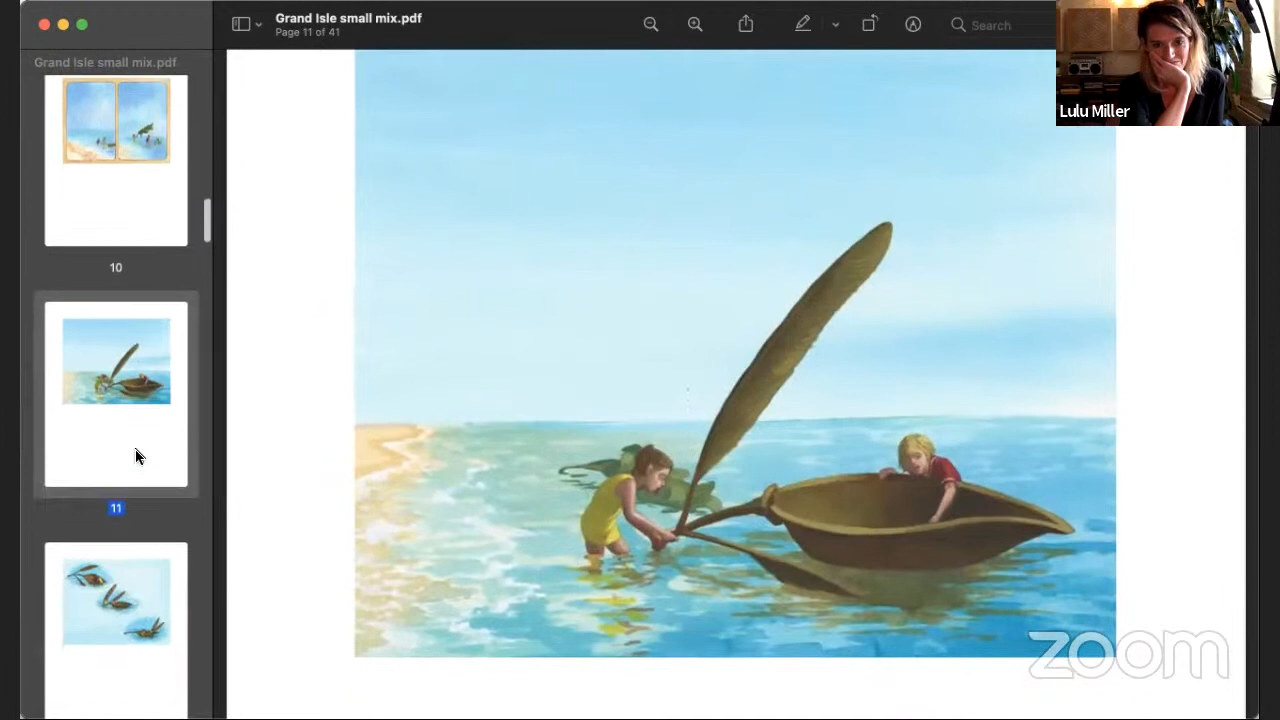 Grand Isle small mix.pdf
Page 11 of 41
Search
Grand Isle small mix.pdf
10
11
Lulu Miller
zoom